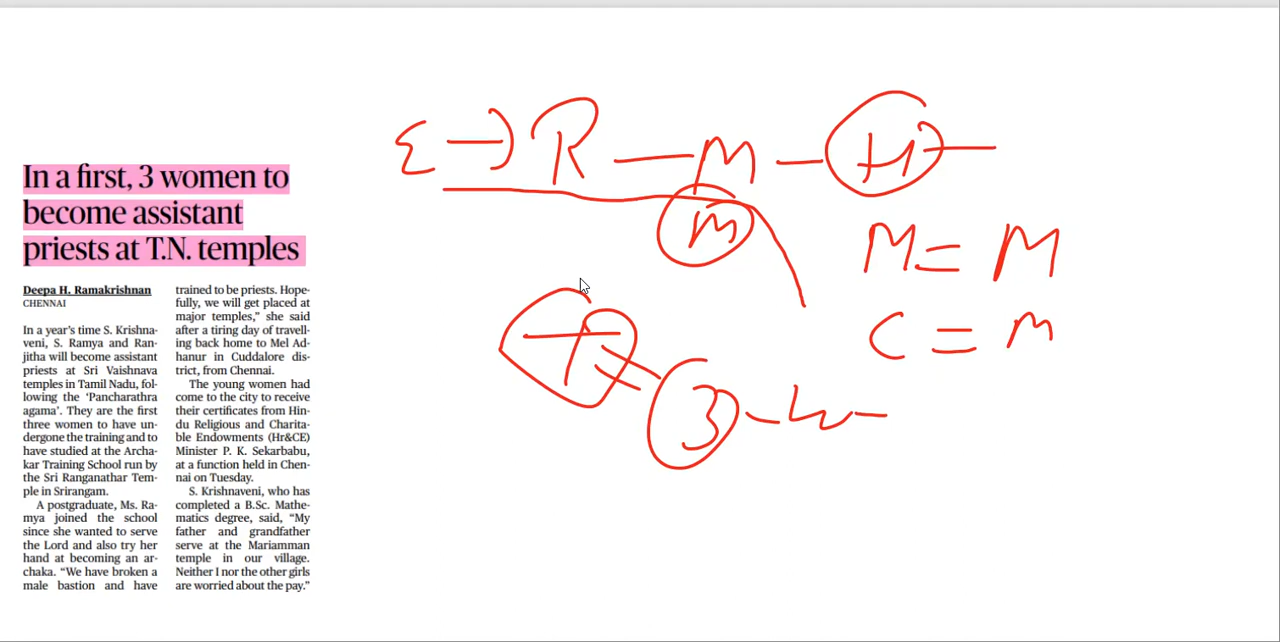 In a first, 3 women to
become assistant
priests at T.N. temples
Deepa H. Ramakrishnan
CHENNAI
In a year's time S. Krishna-
veni, S. Ramya and Ran-
jitha will become assistant
priests at Sri Vaishnava
temples in Tamil Nadu, fol-
lowing the 'Pancharathra
agama'. They are the first
three women to have un-
dergone the training and to
have studied at the Archa-
kar Training School run by
the Sri Ranganathar Tem-
ple in Srirangam.
A postgraduate, Ms. Ra-
mya joined the school
since she wanted to serve
the Lord and also try her
hand at becoming an ar-
chaka. "We have broken a
male bastion and have
trained to be priests. Hope-
fully, we will get placed at
major temples," she said
after a tiring day of travell-
ing back home to Mel Ad-
hanur in Cuddalore dis-
trict, from Chennai.
The young women had
come to the city to receive
their certificates from Hin-
du Religious and Charita-
ble Endowments (Hr&CE)
Minister P. K. Sekarbabu,
at a function held in Chen-
nai on Tuesday.
S. Krishnaveni, who has
completed a B.Sc. Mathe-
matics degree, said, "My
father and grandfather
serve at the Mariamman
temple in our village.
Neither I nor the other girls
are worried about the pay."
R — M —
m
M = M
C = M
T
3 -